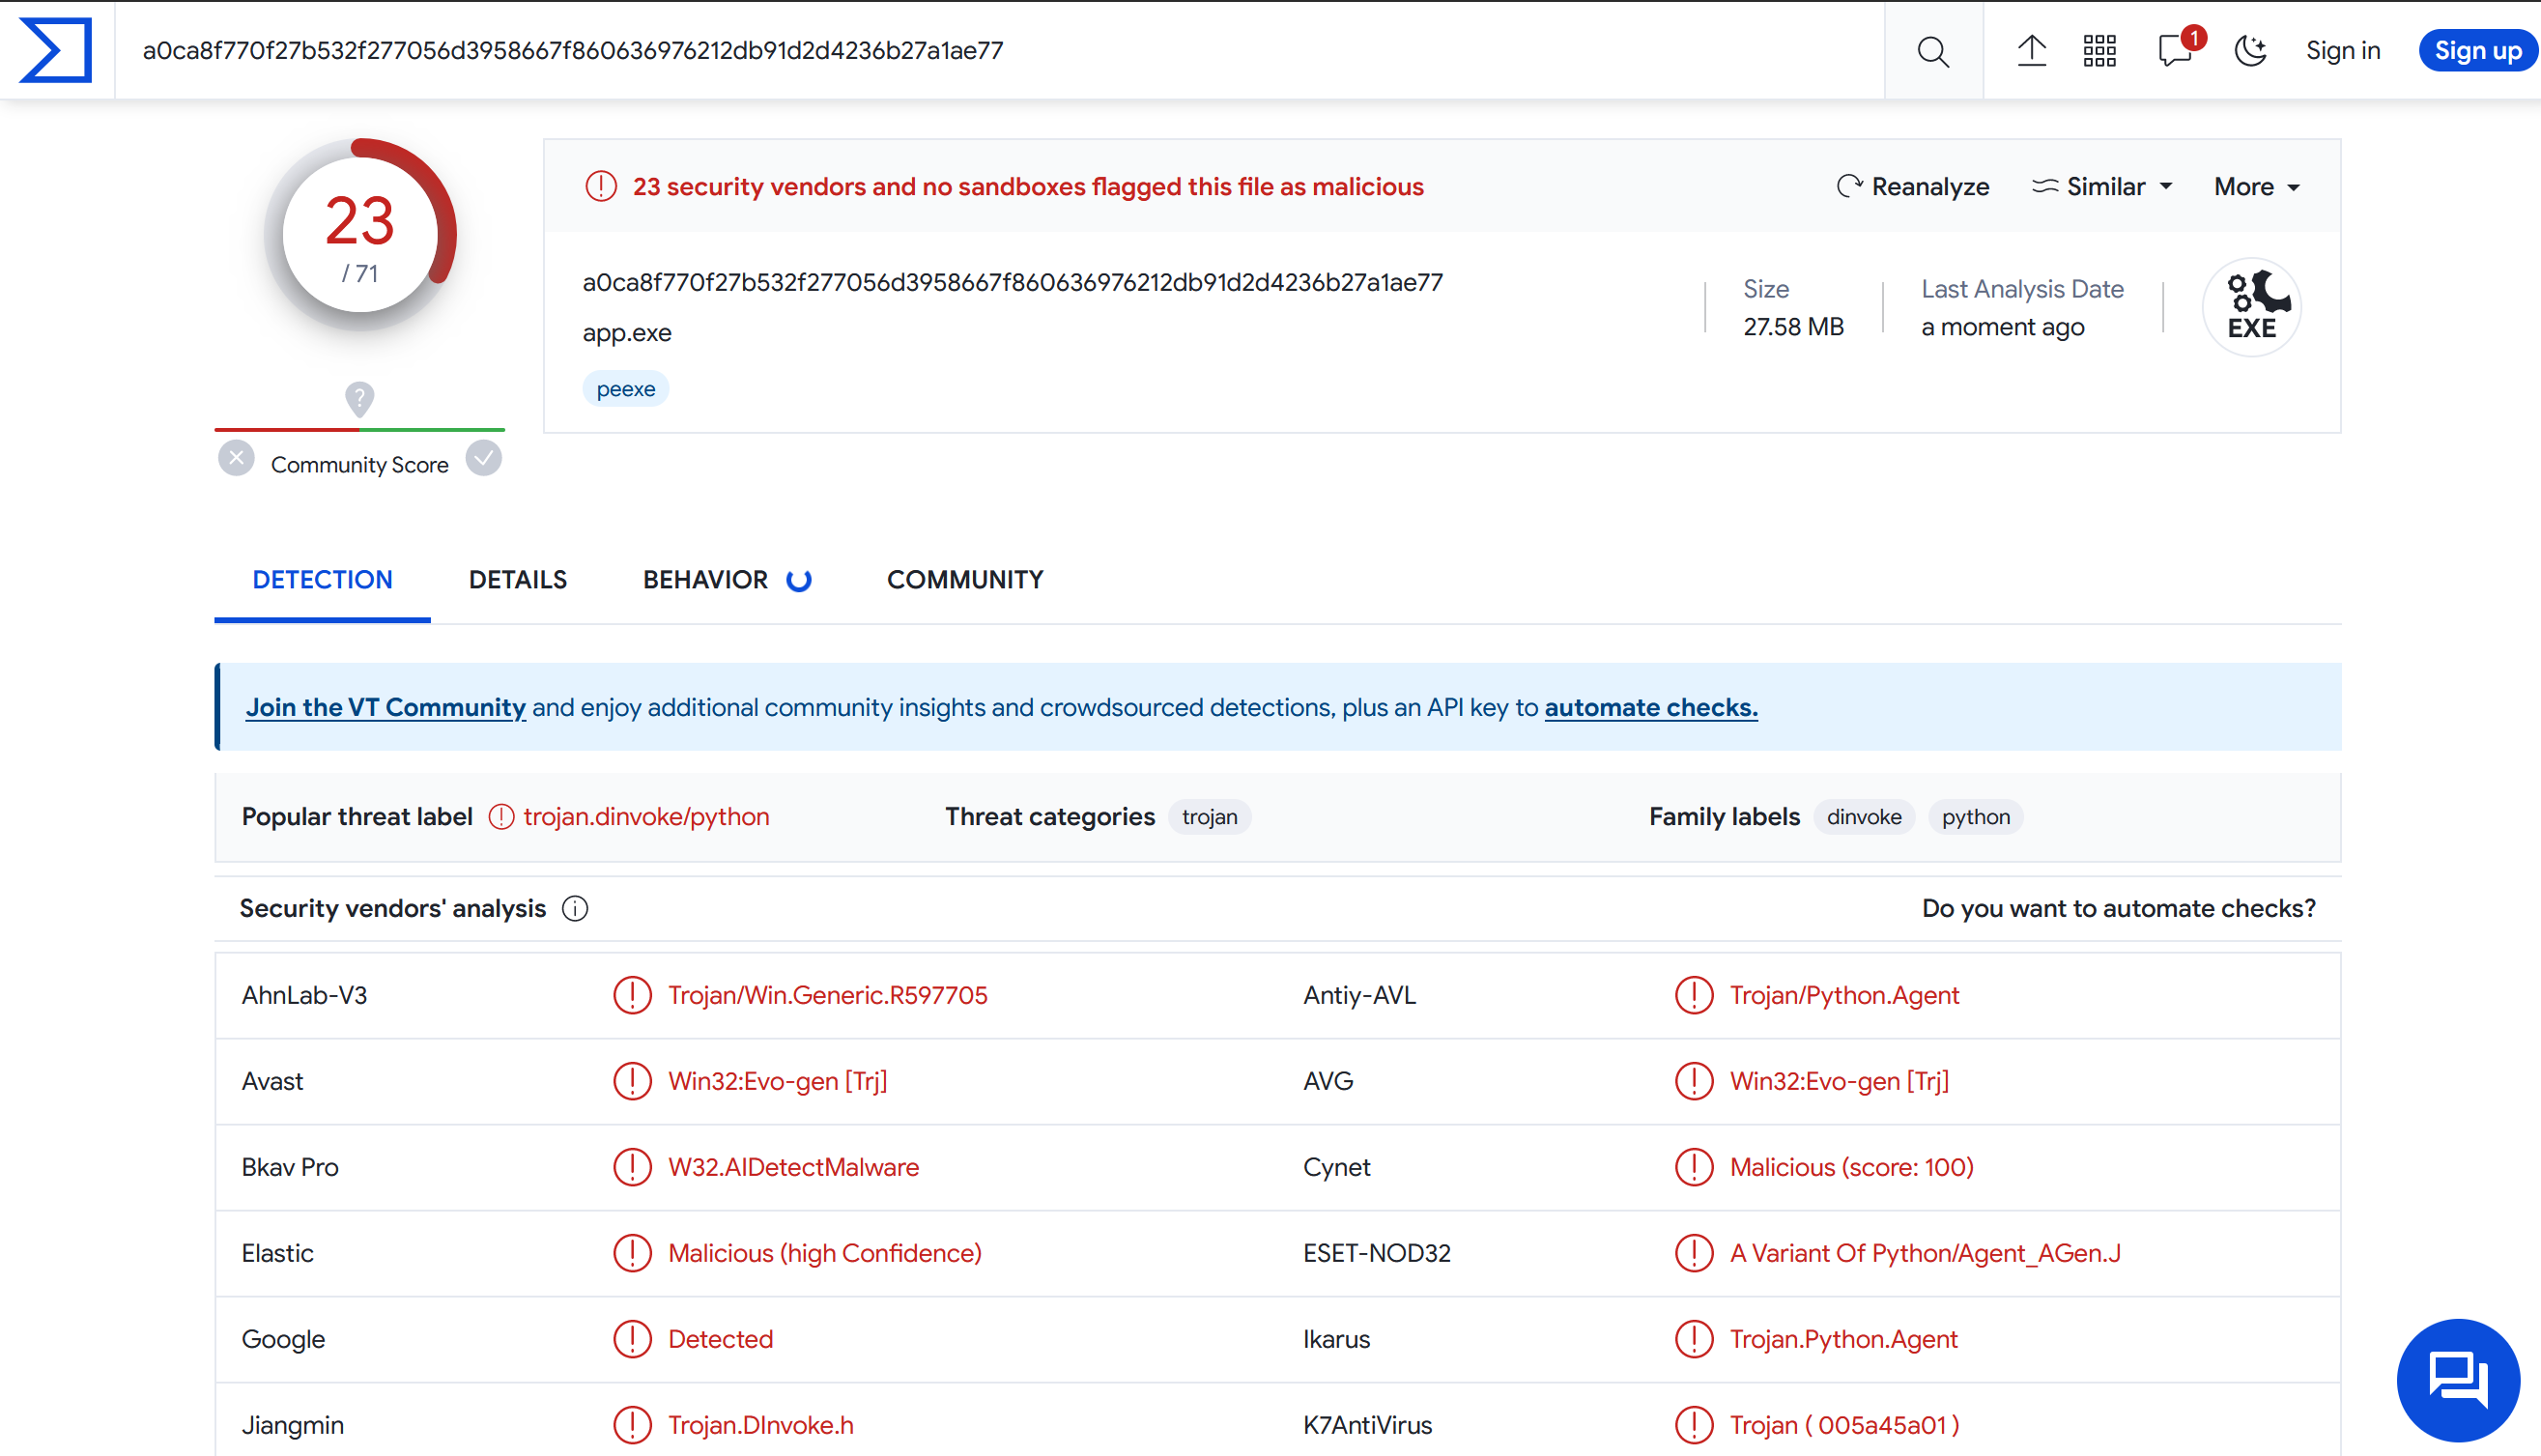 a0ca8f770f27b532f277056d3958667f860636976212db91d2d4236b27a1ae77
1
Sign in
Sign up
23
/ 71
23 security vendors and no sandboxes flagged this file as malicious
Reanalyze
Similar
More
a0ca8f770f27b532f277056d3958667f860636976212db91d2d4236b27a1ae77
app.exe
peexe
Size
27.58 MB
Last Analysis Date
a moment ago
EXE
?
Community Score
DETECTION
DETAILS
BEHAVIOR
COMMUNITY
Join the VT Community and enjoy additional community insights and crowdsourced detections, plus an API key to automate checks.
Popular threat label trojan.dinvoke/python
Threat categories trojan
Family labels dinvoke python
Security vendors' analysis
Do you want to automate checks?
AhnLab-V3 Trojan/Win.Generic.R597705
Antiy-AVL Trojan/Python.Agent
Avast Win32:Evo-gen [Trj]
AVG Win32:Evo-gen [Trj]
Bkav Pro W32.AIDetectMalware
Cynet Malicious (score: 100)
Elastic Malicious (high Confidence)
ESET-NOD32 A Variant Of Python/Agent_AGen.J
Google Detected
Ikarus Trojan.Python.Agent
Jiangmin Trojan.DInvoke.h
K7AntiVirus Trojan ( 005a45a01 )